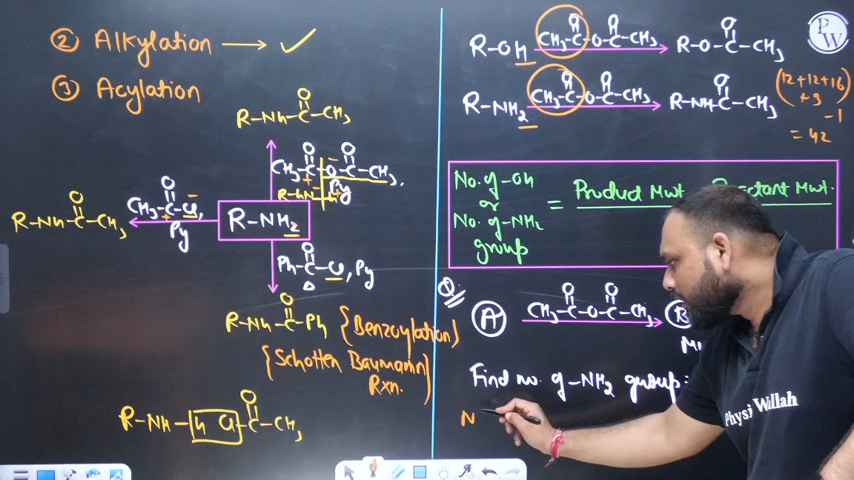 ② Alkylation → ✓
③ Acylation
R-NH-C-CH3
O
CH3-C-O-C-CH3,
O O
R-NH-H
Py
R-NH-C-CH3
O
CH3-C-Cl,
O
Py
R-NH2
Ph-C-Cl, Py
O
Δ
R-NH-C-Ph {Benzoylation}
O
{Schotten Baumann
Rxn.}
R-NH-H Cl-C-CH3
O
R-OH CH3-C-O-C-CH3 → R-O-C-CH3
O O O
R-NH2 CH3-C-O-C-CH3 → R-NH-C-CH3
O O O
(12+12+16
+3)
-1
= 42
PW
No. of -OH
or
No. of -NH2
group
= Product Mwt. Mwt.
Q:
A CH3-C-O-C-CH3 → B
O O
Find no. of -NH2 group
N
Physics Wallah